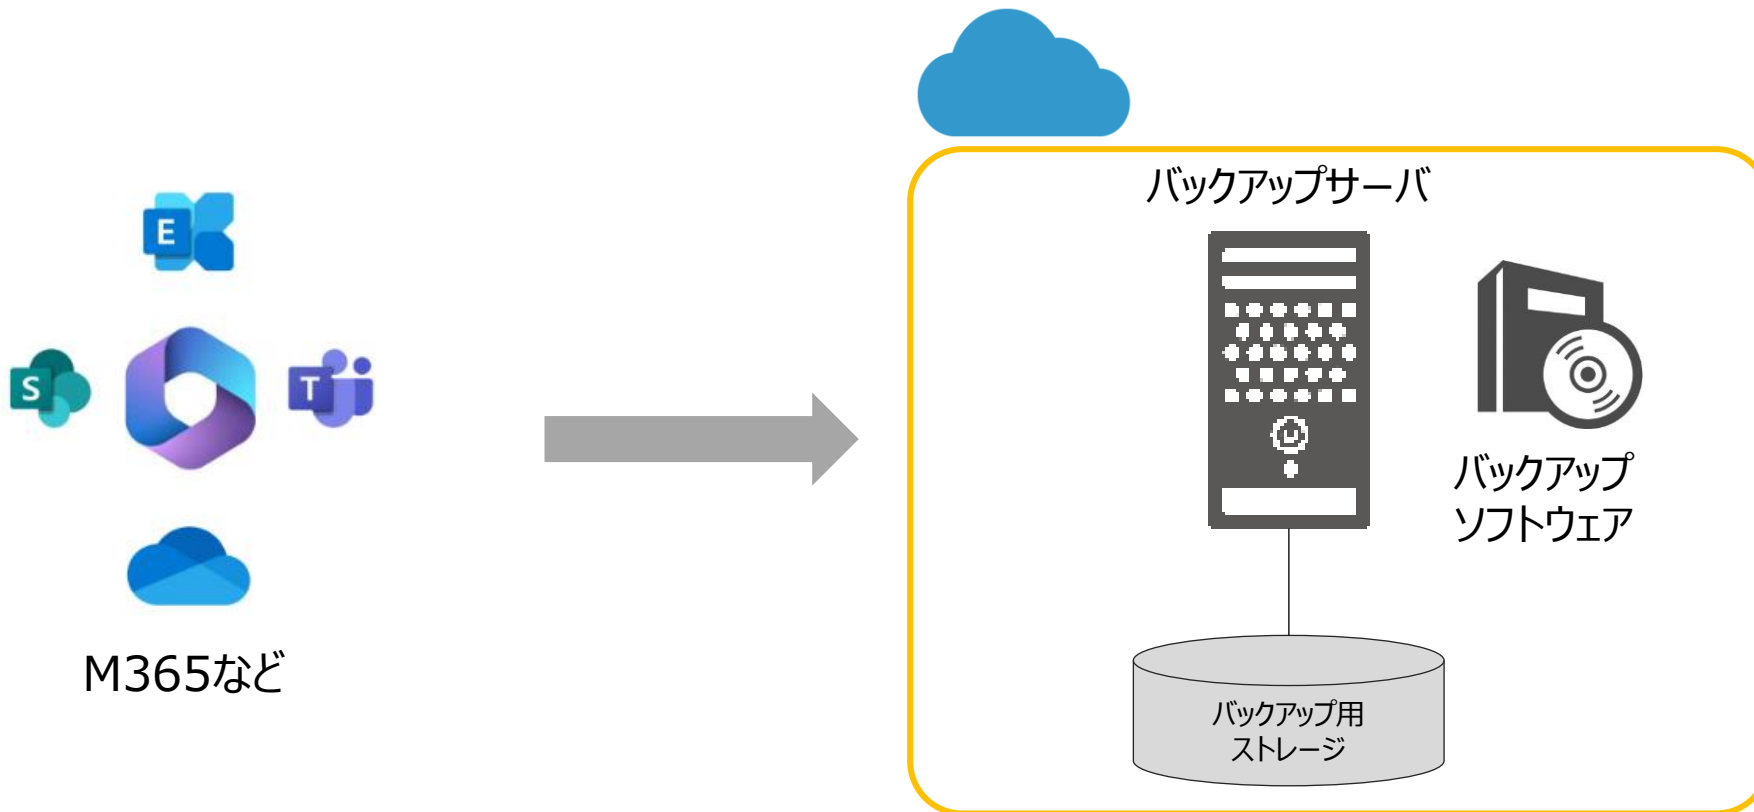 バックアップサーバ
E
S
T
バックアップ
ソフトウェア
M365など
バックアップ用
ストレージ